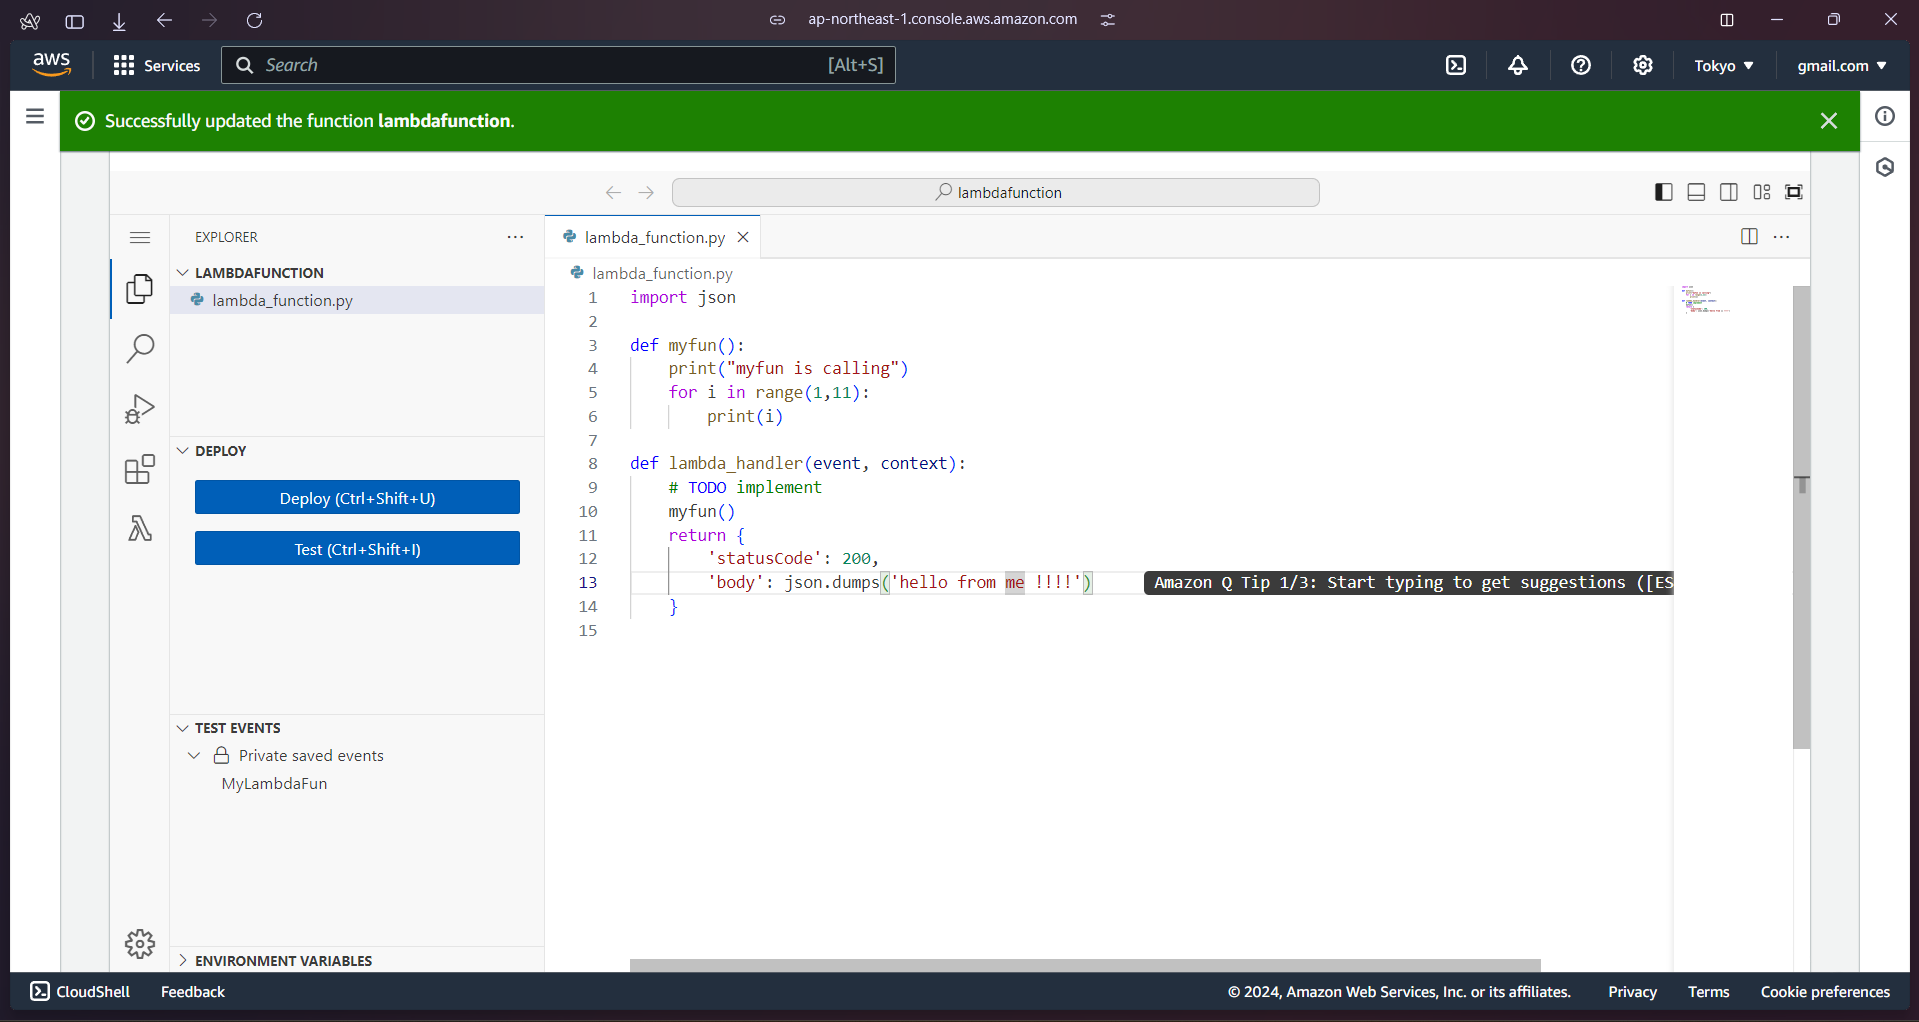 ap-northeast-1.console.aws.amazon.com
aws
Services
Search
[Alt+S]
Tokyo
gmail.com
Successfully updated the function lambdafunction.
lambdafunction
EXPLORER
LAMBDAFUNCTION
lambda_function.py
DEPLOY
Deploy (Ctrl+Shift+U)
Test (Ctrl+Shift+I)
TEST EVENTS
Private saved events
MyLambdaFun
ENVIRONMENT VARIABLES
lambda_function.py
lambda_function.py
1 import json
2
3 def myfun():
4 print("myfun is calling")
5 for i in range(1,11):
6 print(i)
7
8 def lambda_handler(event, context):
9 # TODO implement
10 myfun()
11 return {
12 'statusCode': 200,
13 'body': json.dumps('hello from me !!!!') Amazon Q Tip 1/3: Start typing to get suggestions ([ES
14 }
15
CloudShell
Feedback
© 2024, Amazon Web Services, Inc. or its affiliates.
Privacy
Terms
Cookie preferences